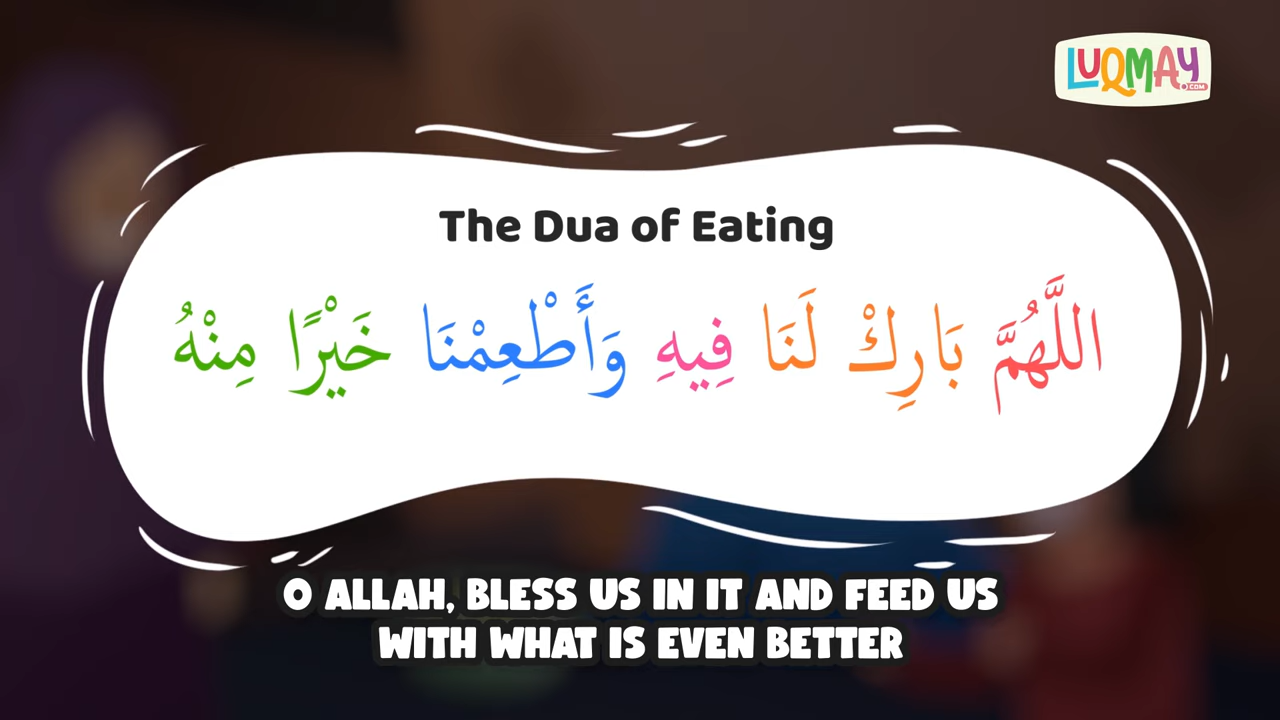 LUQMAY.COM
The Dua of Eating
اللَّهُمَّ بَارِكْ لَنَا فِيهِ وَأَطْعِمْنَا خَيْرًا مِنْهُ
O ALLAH, BLESS US IN IT AND FEED US
WITH WHAT IS EVEN BETTER